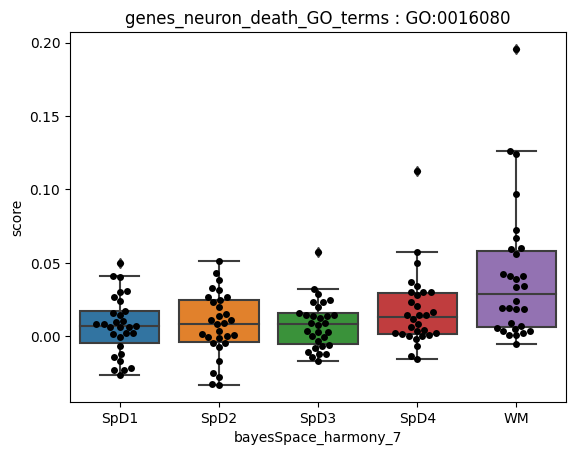 genes_neuron_death_GO_terms : GO:0016080
0.20
0.15
0.10
0.05
0.00
score
SpD1 SpD2 SpD3 SpD4 WM
bayesSpace_harmony_7